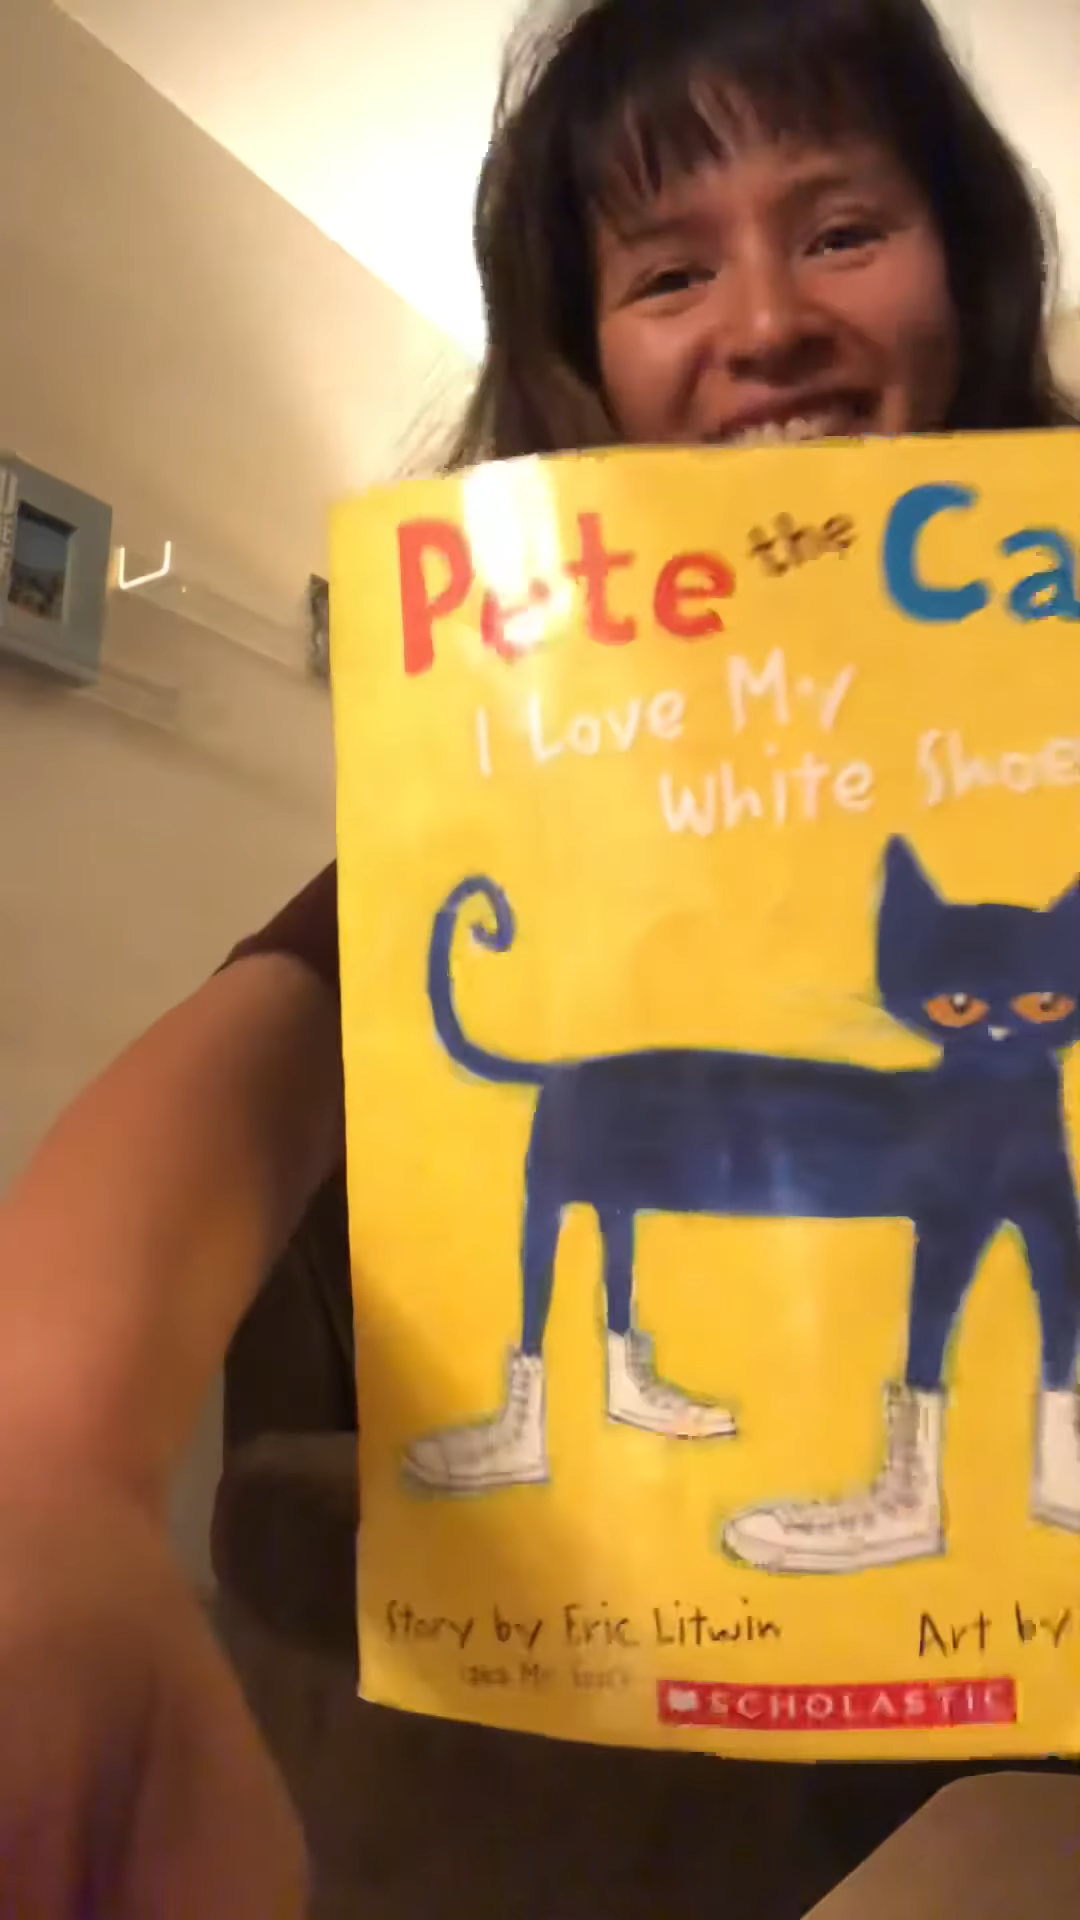 Pete the Ca
I Love My
White Shoe
Story by Eric Litwin
Art by
SCHOLASTIC